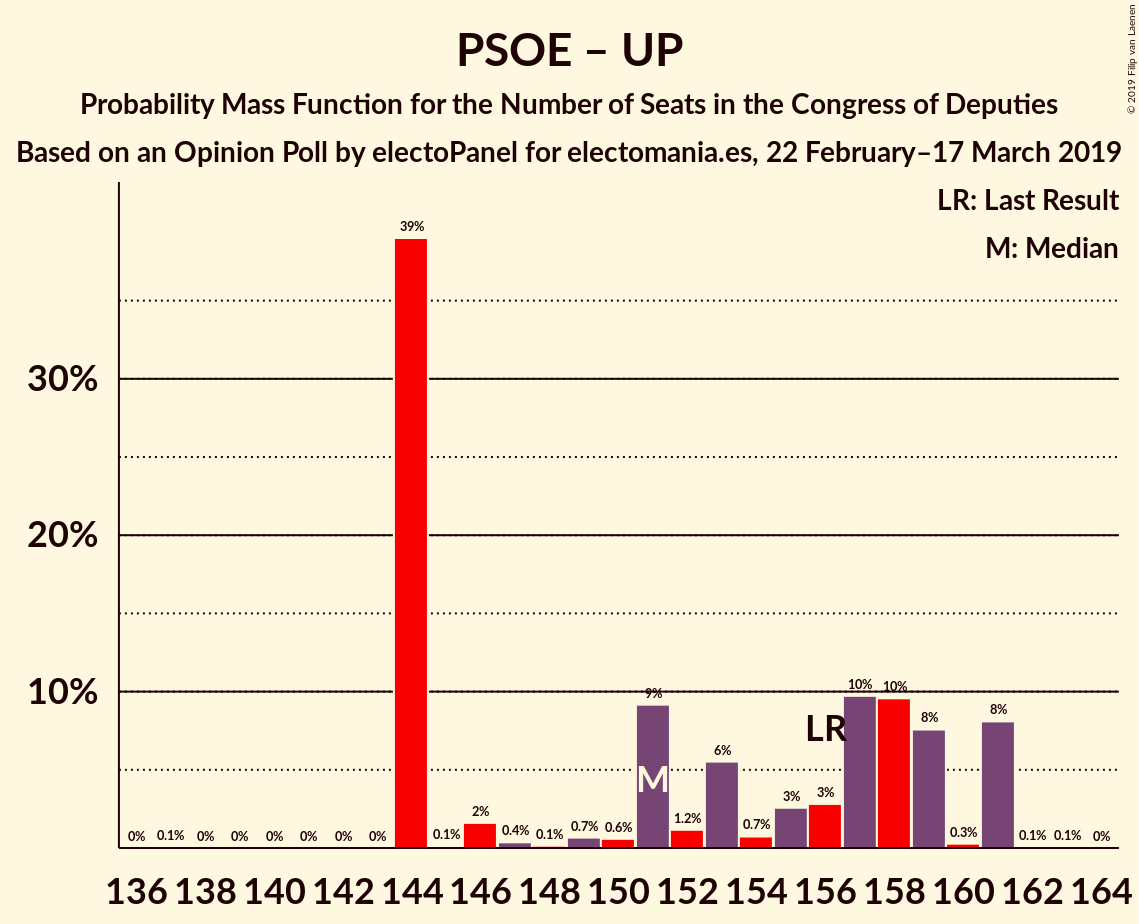 © 2019 Filip van Laenen
PSOE – UP
Probability Mass Function for the Number of Seats in the Congress of Deputies
Based on an Opinion Poll by electoPanel for electomania.es, 22 February–17 March 2019
LR: Last Result
M: Median
30%
20%
10%
0% 0.1% 0% 0% 0% 0% 0% 0% 39% 0.1% 2% 0.4% 0.1% 0.7% 0.6% 9% 1.2% 6% 0.7% 3% 3% 10% 10% 8% 0.3% 8% 0.1% 0.1% 0%
M
LR
136 138 140 142 144 146 148 150 152 154 156 158 160 162 164